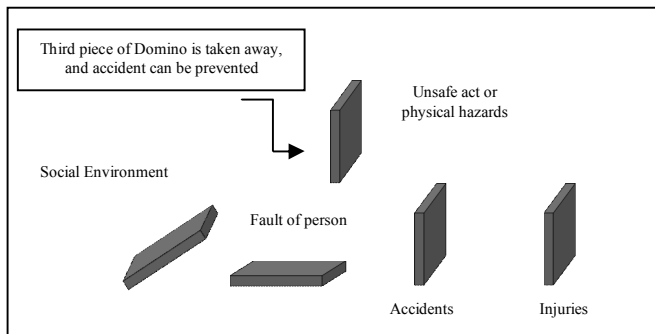 Third piece of Domino is taken away,
and accident can be prevented
Unsafe act or
physical hazards
Social Environment
Fault of person
Accidents
Injuries